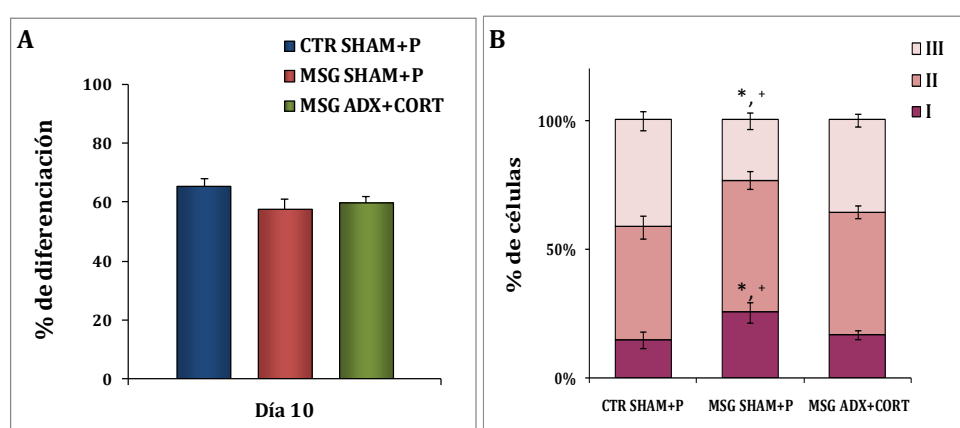 A
CTR SHAM+P
MSG SHAM+P
MSG ADX+CORT
100
80
60
40
20
0
% de diferenciación
Día 10
B
III
II
I
*, +
*, +
100%
50%
0%
% de células
CTR SHAM+P
MSG SHAM+P
MSG ADX+CORT